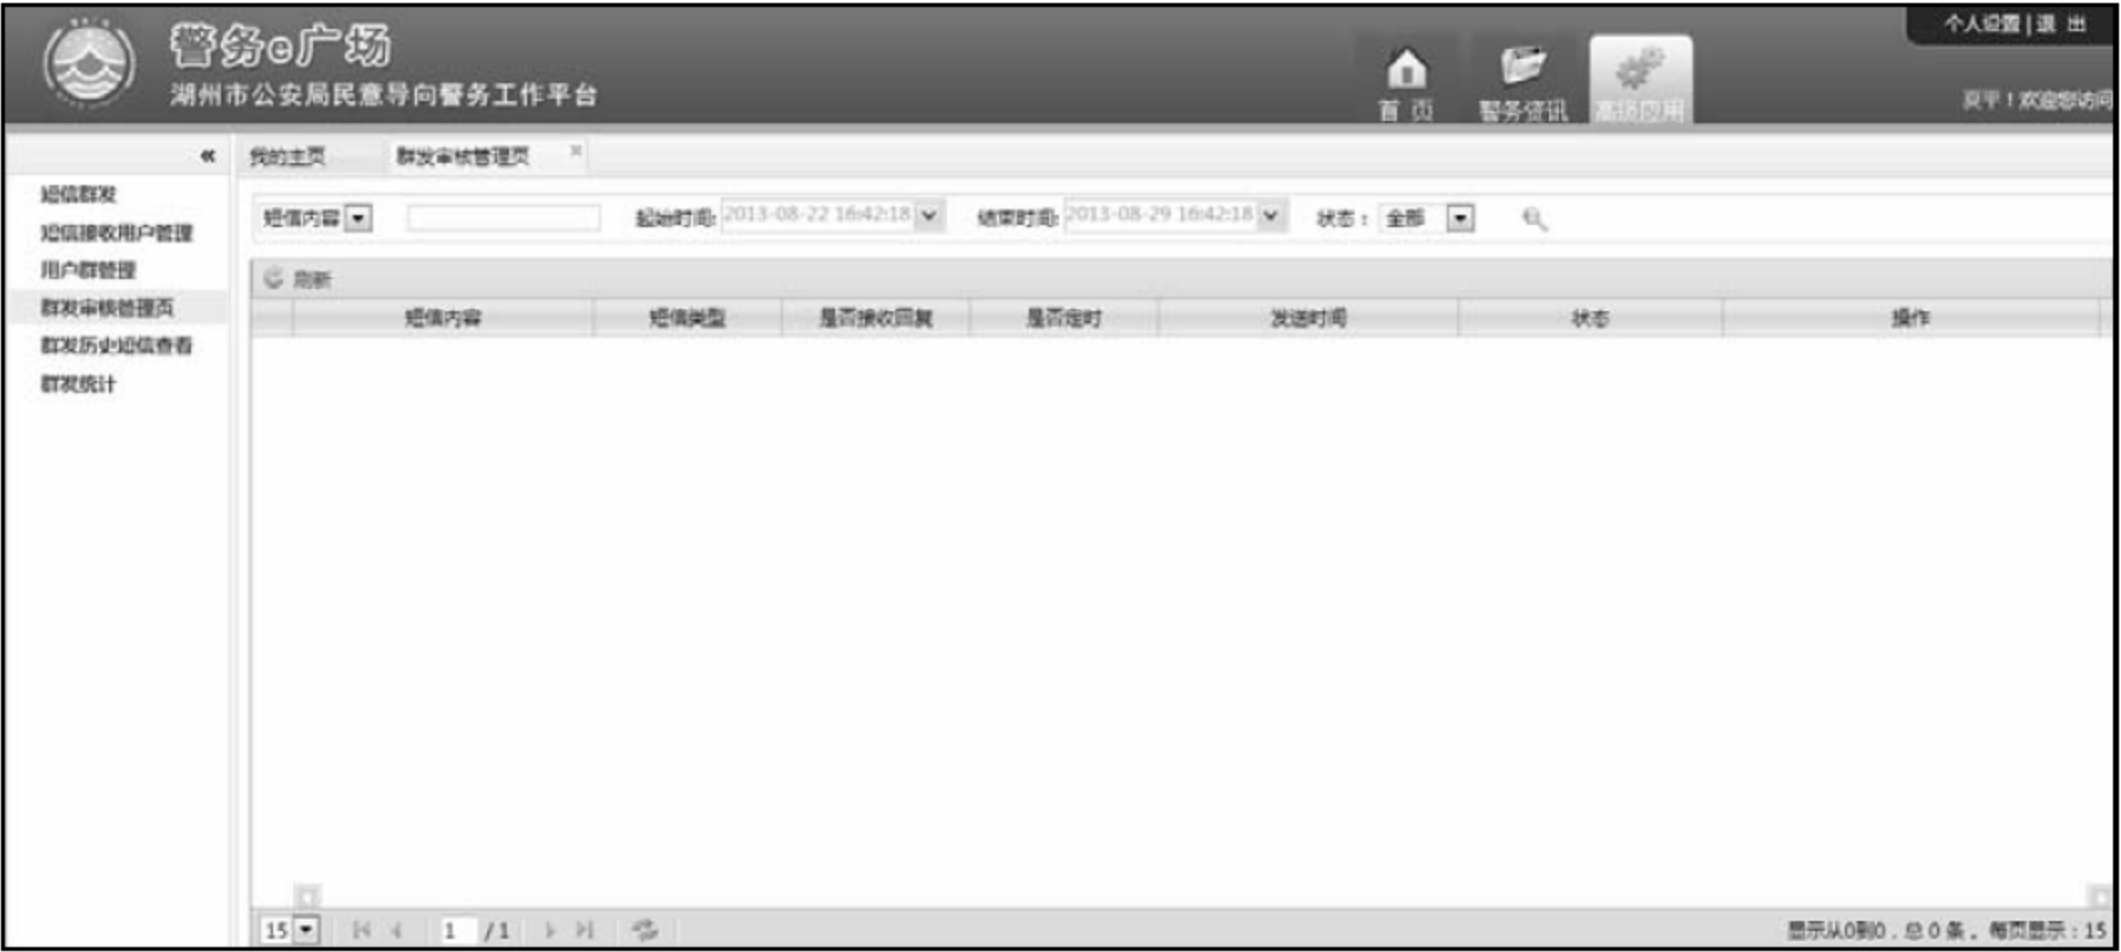 个人设置 | 退 出
警务e广场
湖州市公安局民意导向警务工作平台
首 页
警务资讯
高级应用
夏平！欢迎您访问
«
我的主页
群发审核管理页
短信群发
短信接收用户管理
用户群管理
群发审核管理页
群发历史短信查看
群发统计
短信内容
起始时间: 2013-08-22 16:42:18
结束时间: 2013-08-29 16:42:18
状态： 全部
刷新
短信内容 短信类型 是否接收回复 是否定时 发送时间 状态 操作
15 1 /1
显示从0到0，总 0 条 。每页显示：15